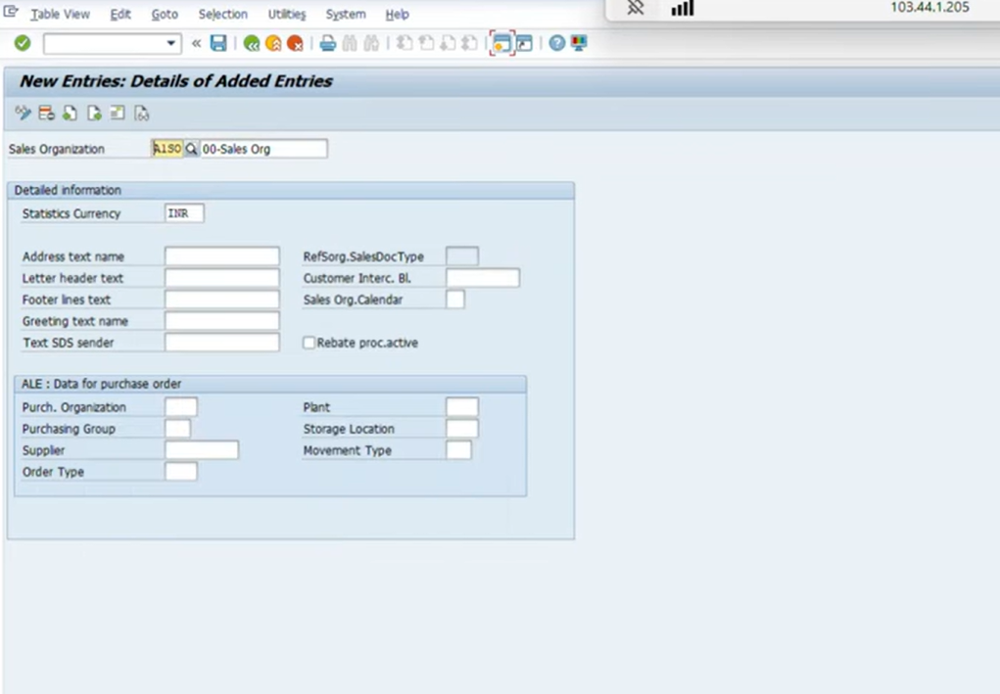 Table View Edit Goto Selection Utilities System Help
103.44.1.205
New Entries: Details of Added Entries
Sales Organization A1SO 00-Sales Org
Detailed information
Statistics Currency INR
Address text name RefSorg.SalesDocType
Letter header text Customer Interc. Bl.
Footer lines text Sales Org.Calendar
Greeting text name
Text SDS sender Rebate proc.active
ALE : Data for purchase order
Purch. Organization Plant
Purchasing Group Storage Location
Supplier Movement Type
Order Type